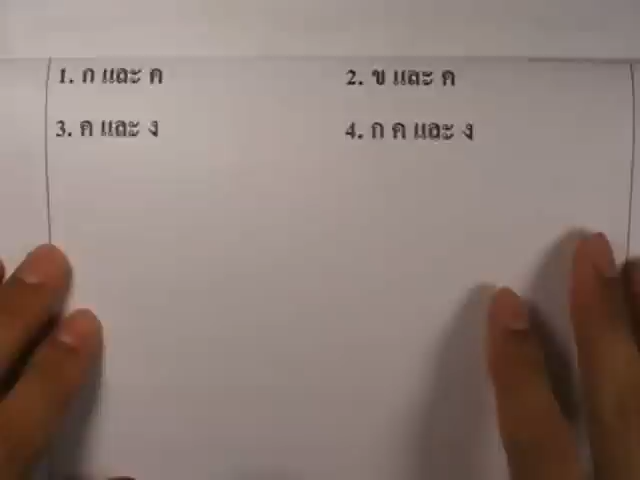 1. ก และ ค 2. ข และ ค
3. ค และ ง 4. ก ค และ ง